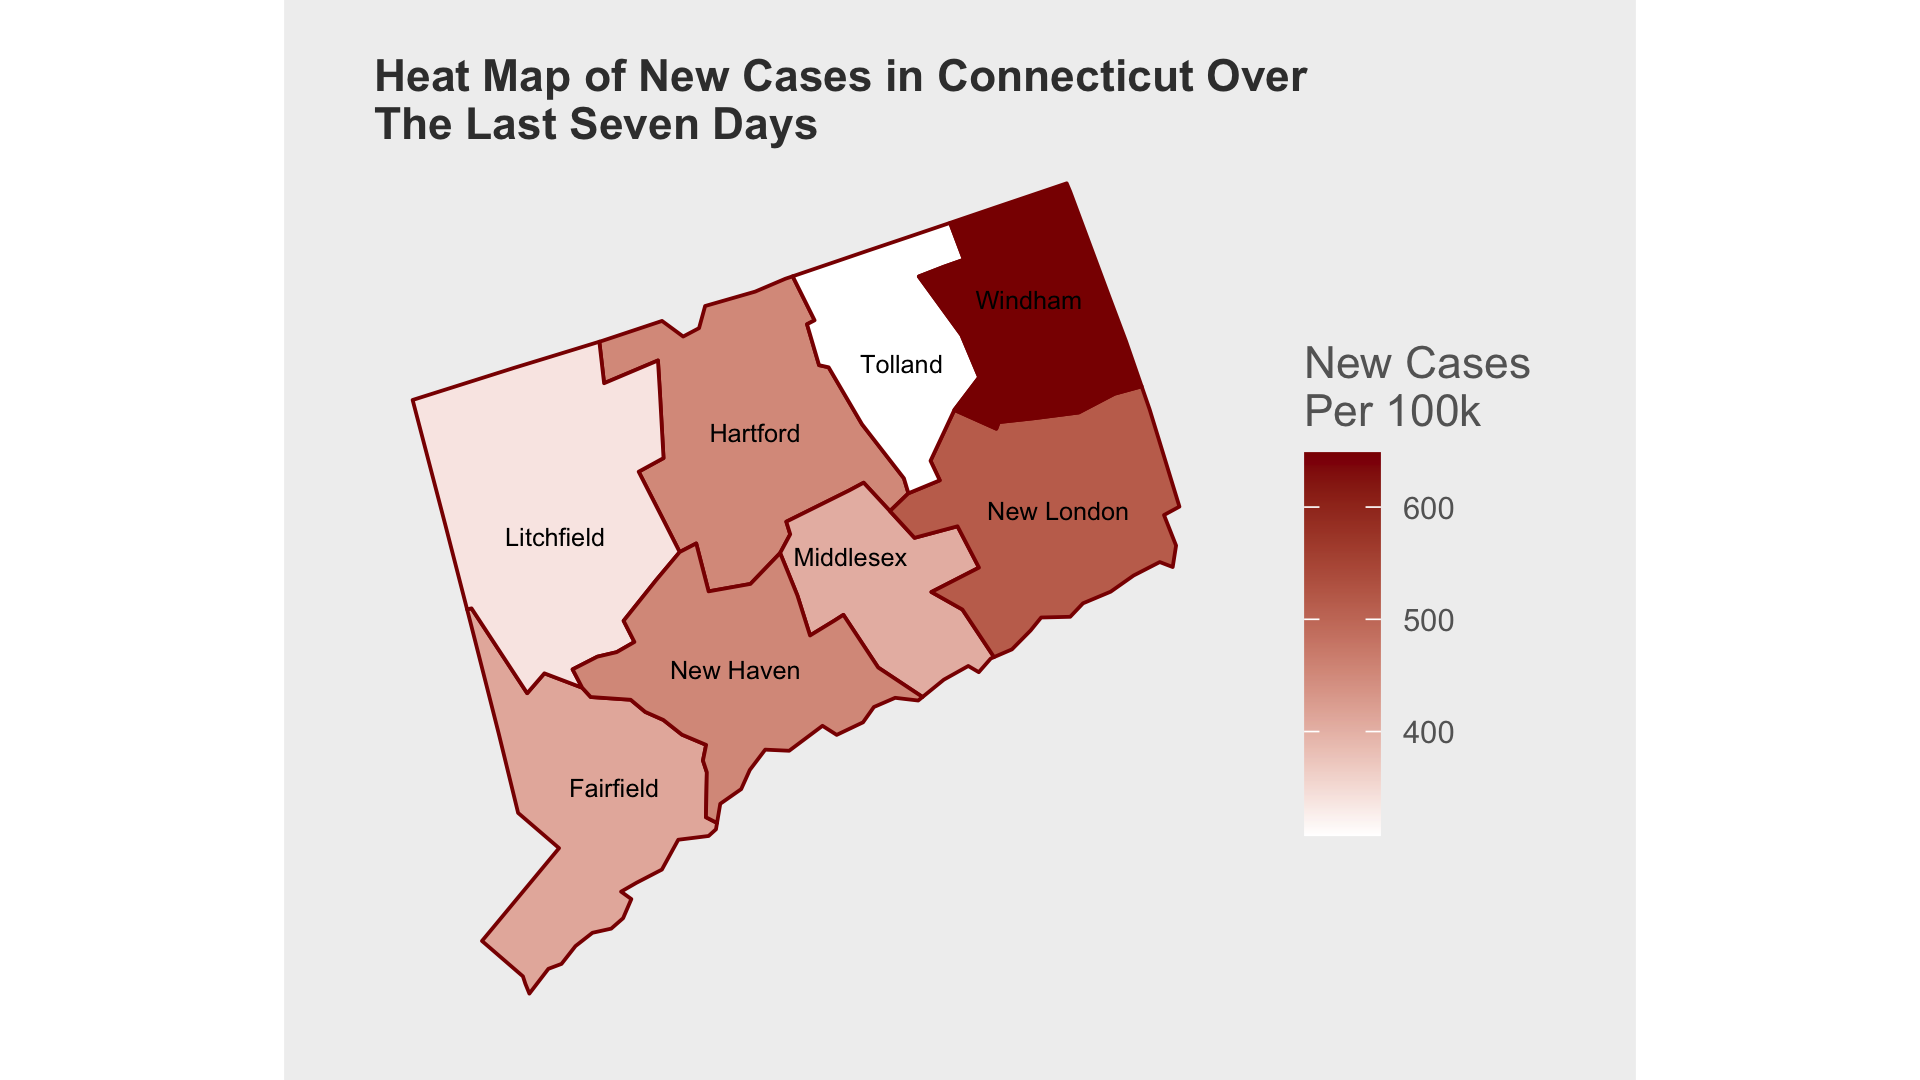 Heat Map of New Cases in Connecticut Over
The Last Seven Days
Windham
Tolland
New Cases
Per 100k
Hartford
600
New London
Litchfield
Middlesex
500
New Haven
400
Fairfield